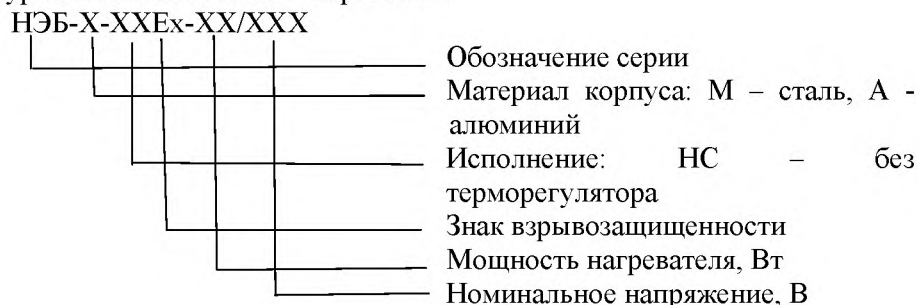 НЭБ-Х-ХХЕх-ХХ/ХХХ
Обозначение серии
Материал корпуса: М – сталь, А -
алюминий
Исполнение: НС – без
терморегулятора
Знак взрывозащищенности
Мощность нагревателя, Вт
Номинальное напряжение, В